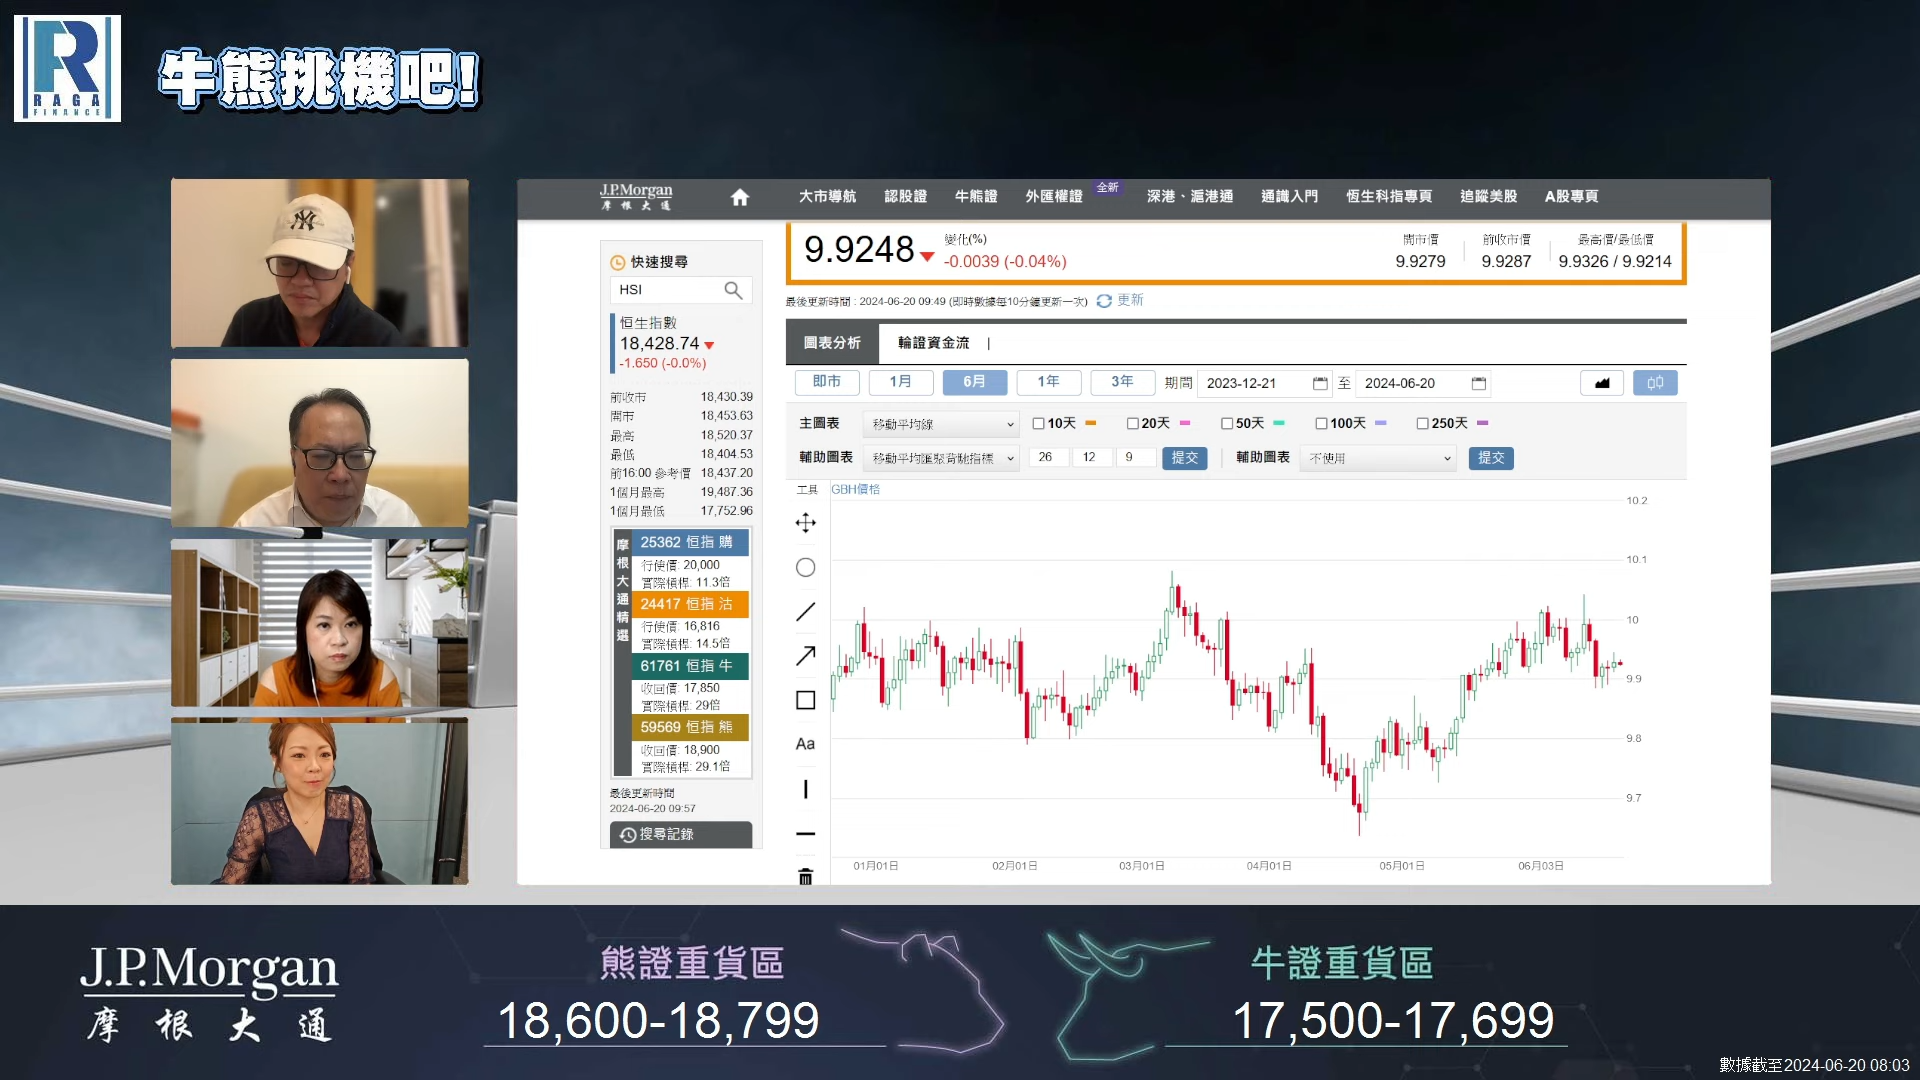 RAGA
FINANCE
牛熊挑機吧!
J.P.Morgan
摩根大通
大市導航 認股證 牛熊證 外匯權證 全新 深港、滬港通 通識入門 恆生科指專頁 追蹤美股 A股專頁
快速搜尋
HSI
恒生指數
18,428.74
-1.650 (-0.0%)
前收市 18,430.39
開市 18,453.63
最高 18,520.37
最低 18,404.53
前16:00 參考價 18,437.20
1個月最高 19,487.36
1個月最低 17,752.96
摩根大通精選
25362 恒指 購
行使價: 20,000
實際槓桿: 11.3倍
24417 恒指 沽
行使價: 16,816
實際槓桿: 14.5倍
61761 恒指 牛
收回價: 17,850
實際槓桿: 29倍
59569 恒指 熊
收回價: 18,900
實際槓桿: 29.1倍
最後更新時間
2024-06-20 09:57
搜尋記錄
9.9248 變化(%)
-0.0039 (-0.04%)
開市價 前收市價 最高價/最低價
9.9279 9.9287 9.9326 / 9.9214
最後更新時間 : 2024-06-20 09:49 (即時數據每10分鐘更新一次) 更新
圖表分析 輪證資金流 |
即市 1月 6月 1年 3年 期間 2023-12-21 至 2024-06-20
主圖表 移動平均線 10天 20天 50天 100天 250天
輔助圖表 移動平均匯聚背馳指標 26 12 9 提交 輔助圖表 不使用 提交
工具 GBH價格
Aa
10.2
10.1
10
9.9
9.8
9.7
01月01日 02月01日 03月01日 04月01日 05月01日 06月03日
J.P.Morgan
摩根大通
熊證重貨區
18,600-18,799
牛證重貨區
17,500-17,699
數據截至2024-06-20 08:03